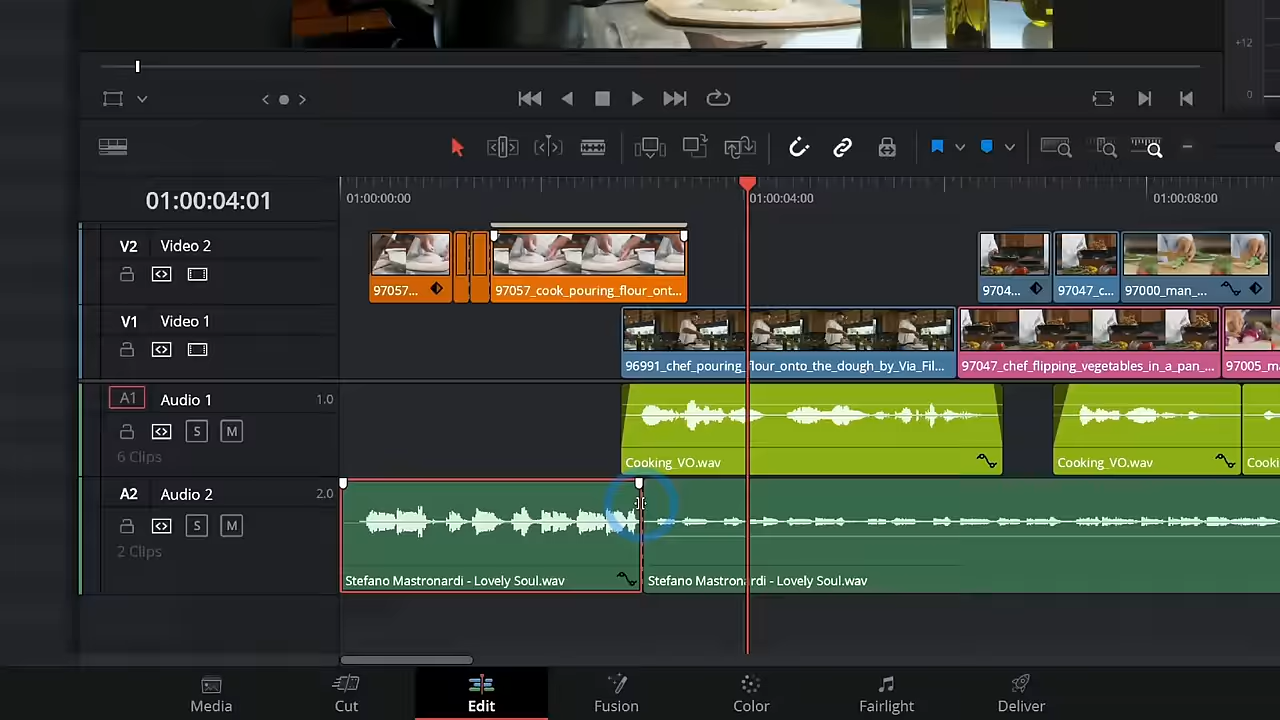 +12
0
01:00:04:01
01:00:00:00
01:00:04:00
01:00:08:00
V2 Video 2
97057...
97057_cook_pouring_flour_ont...
9704...
97047_c...
97000_man_...
V1 Video 1
96991_chef_pouring_flour_onto_the_dough_by_Via_Fil...
97047_chef_flipping_vegetables_in_a_pan_...
97005_m
A1 Audio 1 1.0
S M
6 Clips
Cooking_VO.wav
Cooking_VO.wav
Cooki
A2 Audio 2 2.0
S M
2 Clips
Stefano Mastronardi - Lovely Soul.wav
Stefano Mastronardi - Lovely Soul.wav
Media
Cut
Edit
Fusion
Color
Fairlight
Deliver